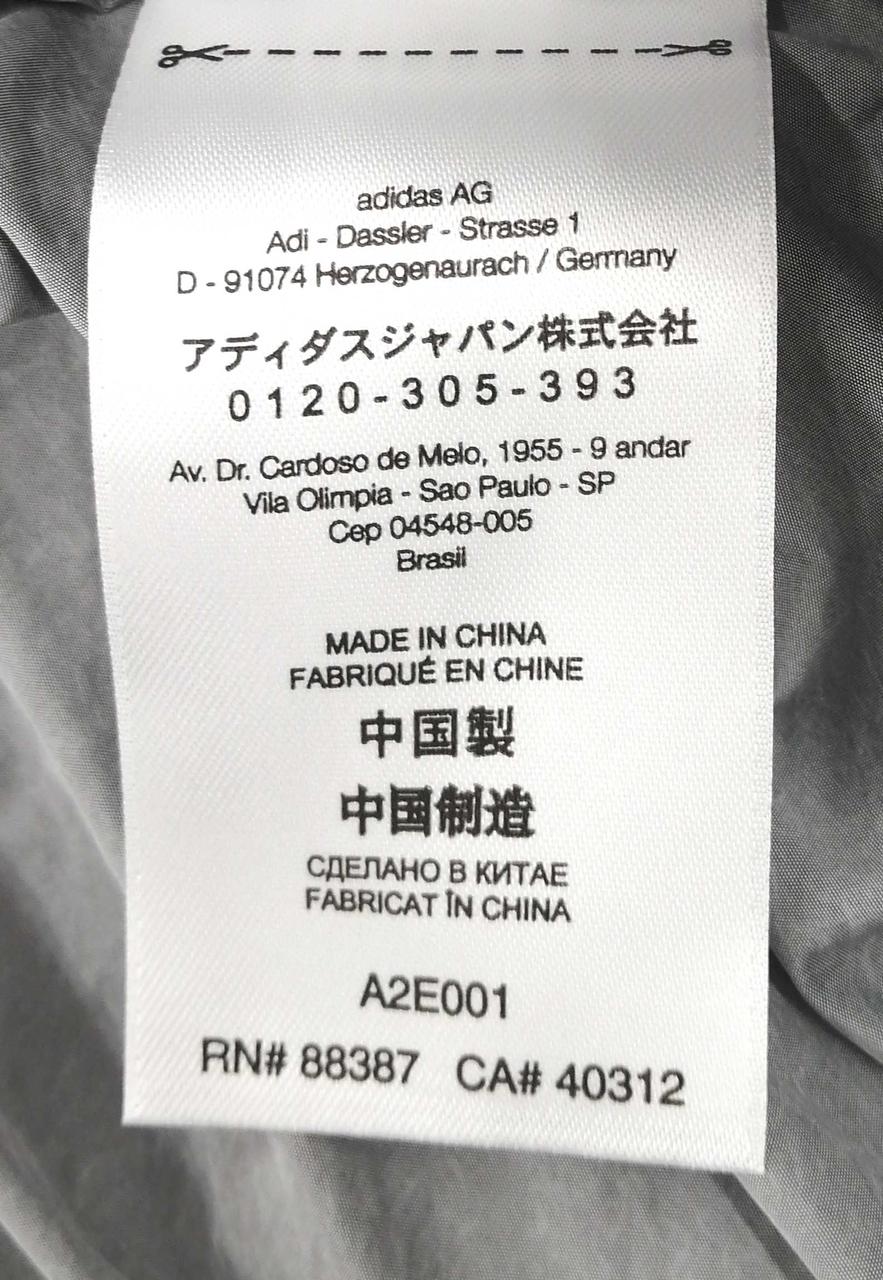 adidas AG
Adi - Dassler - Strasse 1
D - 91074 Herzogenaurach / Germany
アディダスジャパン株式会社
0120-305-393
Av. Dr. Cardoso de Melo, 1955 - 9 andar
Vila Olimpia - Sao Paulo - SP
Cep 04548-005
Brasil
MADE IN CHINA
FABRIQUÉ EN CHINE
中国製
中国制造
СДЕЛАНО В КИТАЕ
FABRICAT ÎN CHINA
A2E001
RN# 88387 CA# 40312